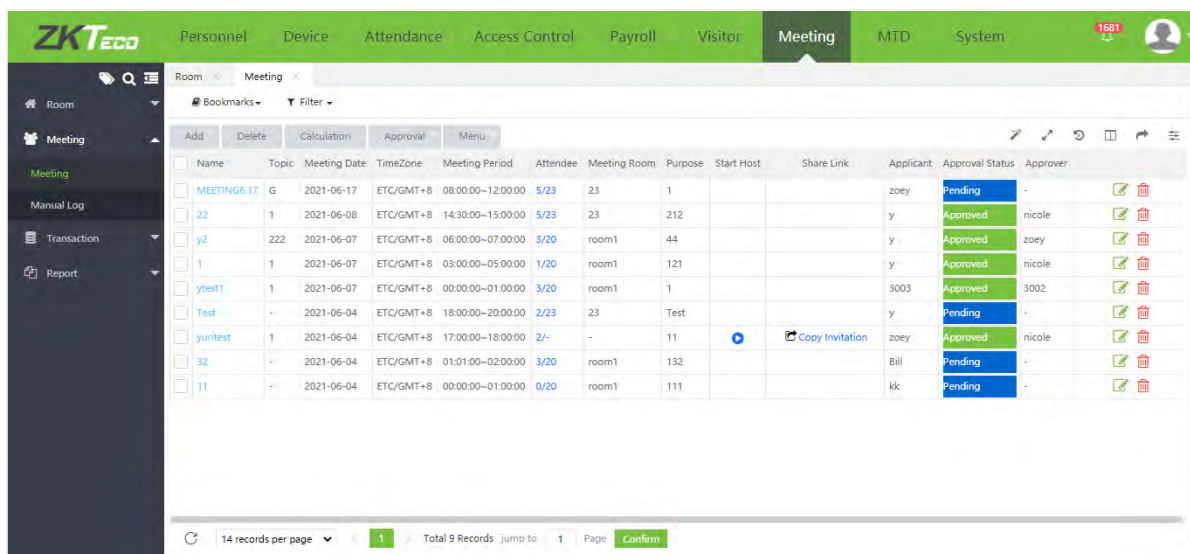 ZKTECO Personnel Device Attendance Access Control Payroll Visitor Meeting MTD System 1681
Room Meeting
Bookmarks Filter
Room
Meeting
Meeting
Manual Log
Transaction
Report
Add Delete Calculation Approval Menu
Name Topic Meeting Date TimeZone Meeting Period Attendee Meeting Room Purpose Start Host Share Link Applicant Approval Status Approver
MEETING6.17 G 2021-06-17 ETC/GMT+8 08:00:00~12:00:00 5/23 23 1 zoey Pending -
22 1 2021-06-08 ETC/GMT+8 14:30:00~15:00:00 5/23 23 212 y Approved nicole
y2 222 2021-06-07 ETC/GMT+8 06:00:00~07:00:00 3/20 room1 44 y Approved zoey
1 1 2021-06-07 ETC/GMT+8 03:00:00~05:00:00 1/20 room1 121 y Approved nicole
ytest1 1 2021-06-07 ETC/GMT+8 00:00:00~01:00:00 3/20 room1 1 3003 Approved 3002
Test - 2021-06-04 ETC/GMT+8 18:00:00~20:00:00 2/23 23 Test y Pending -
yuritest 1 2021-06-04 ETC/GMT+8 17:00:00~18:00:00 2/- - 11 Copy Invitation zoey Approved nicole
32 - 2021-06-04 ETC/GMT+8 01:01:00~02:00:00 3/20 room1 132 Bill Pending -
11 - 2021-06-04 ETC/GMT+8 00:00:00~01:00:00 0/20 room1 111 kk Pending -
14 records per page < 1 > Total 9 Records jump to 1 Page Confirm